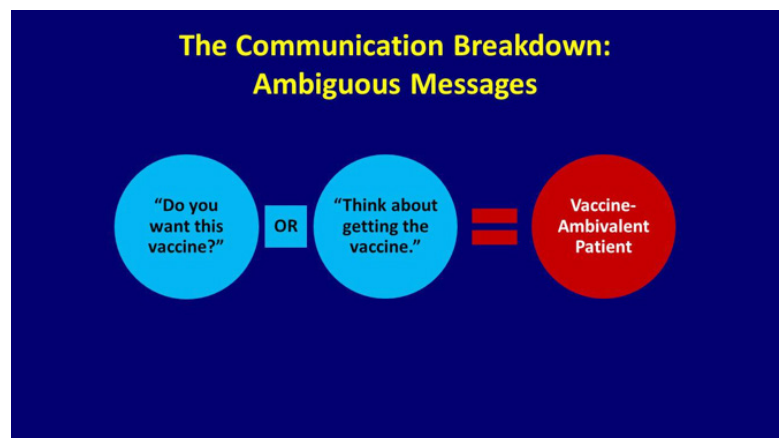 The Communication Breakdown:
Ambiguous Messages
“Do you
want this
vaccine?”
OR
“Think about
getting the
vaccine.”
Vaccine-
Ambivalent
Patient